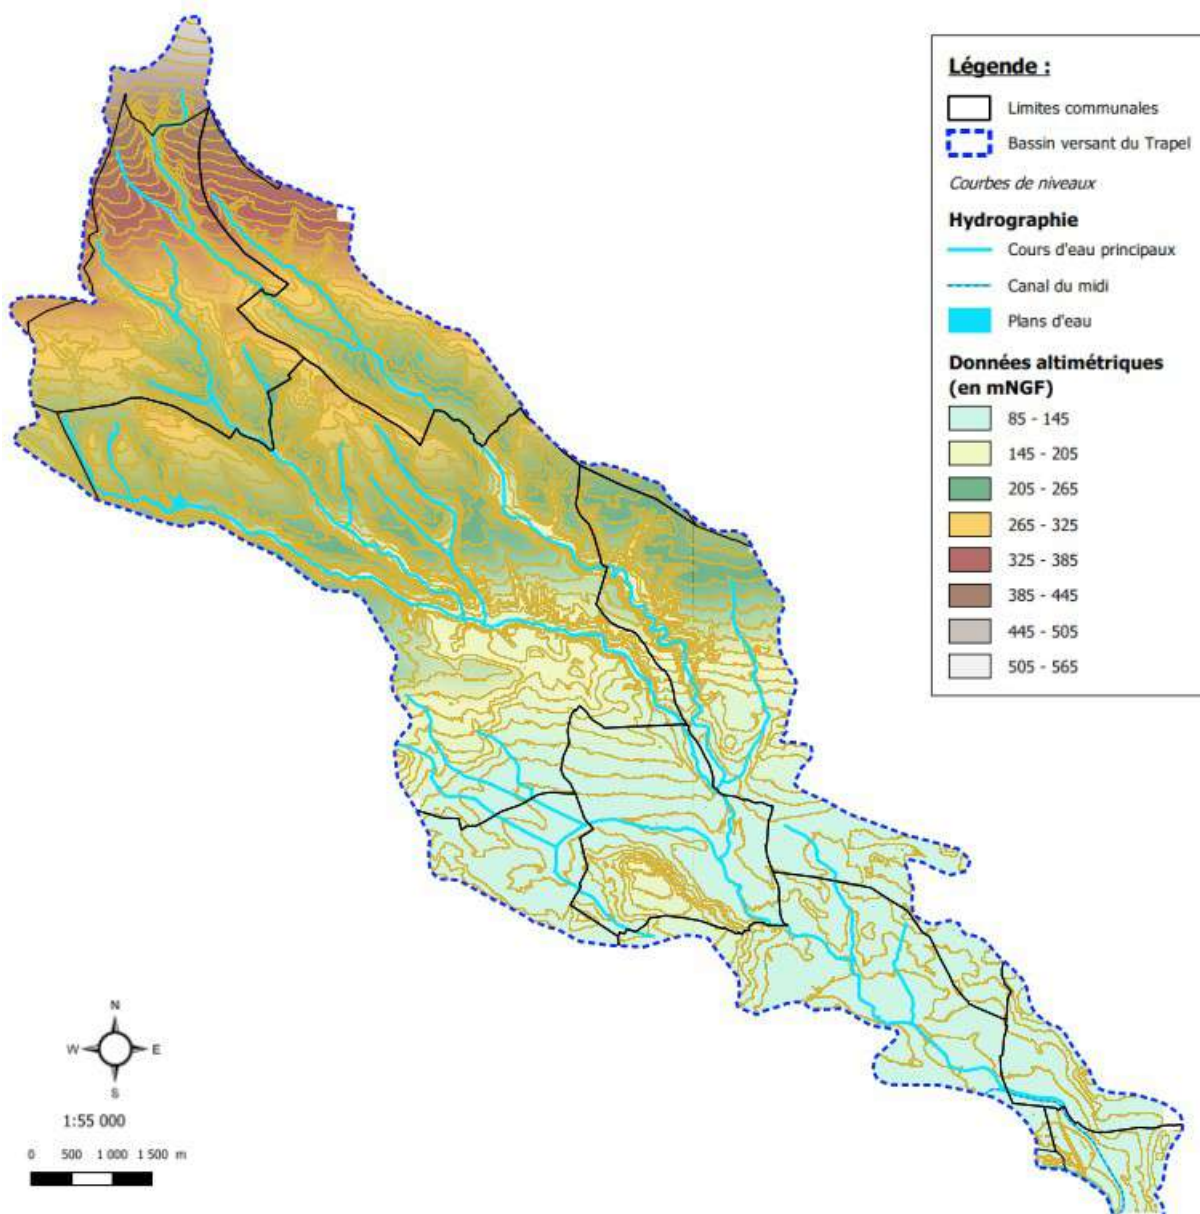 Légende :
Limites communales
Bassin versant du Trapel
Courbes de niveaux
Hydrographie
Cours d'eau principaux
Canal du midi
Plans d'eau
Données altimétriques
(en mNGF)
85 - 145
145 - 205
205 - 265
265 - 325
325 - 385
385 - 445
445 - 505
505 - 565
N
W E
S
1:55 000
0 500 1 000 1 500 m